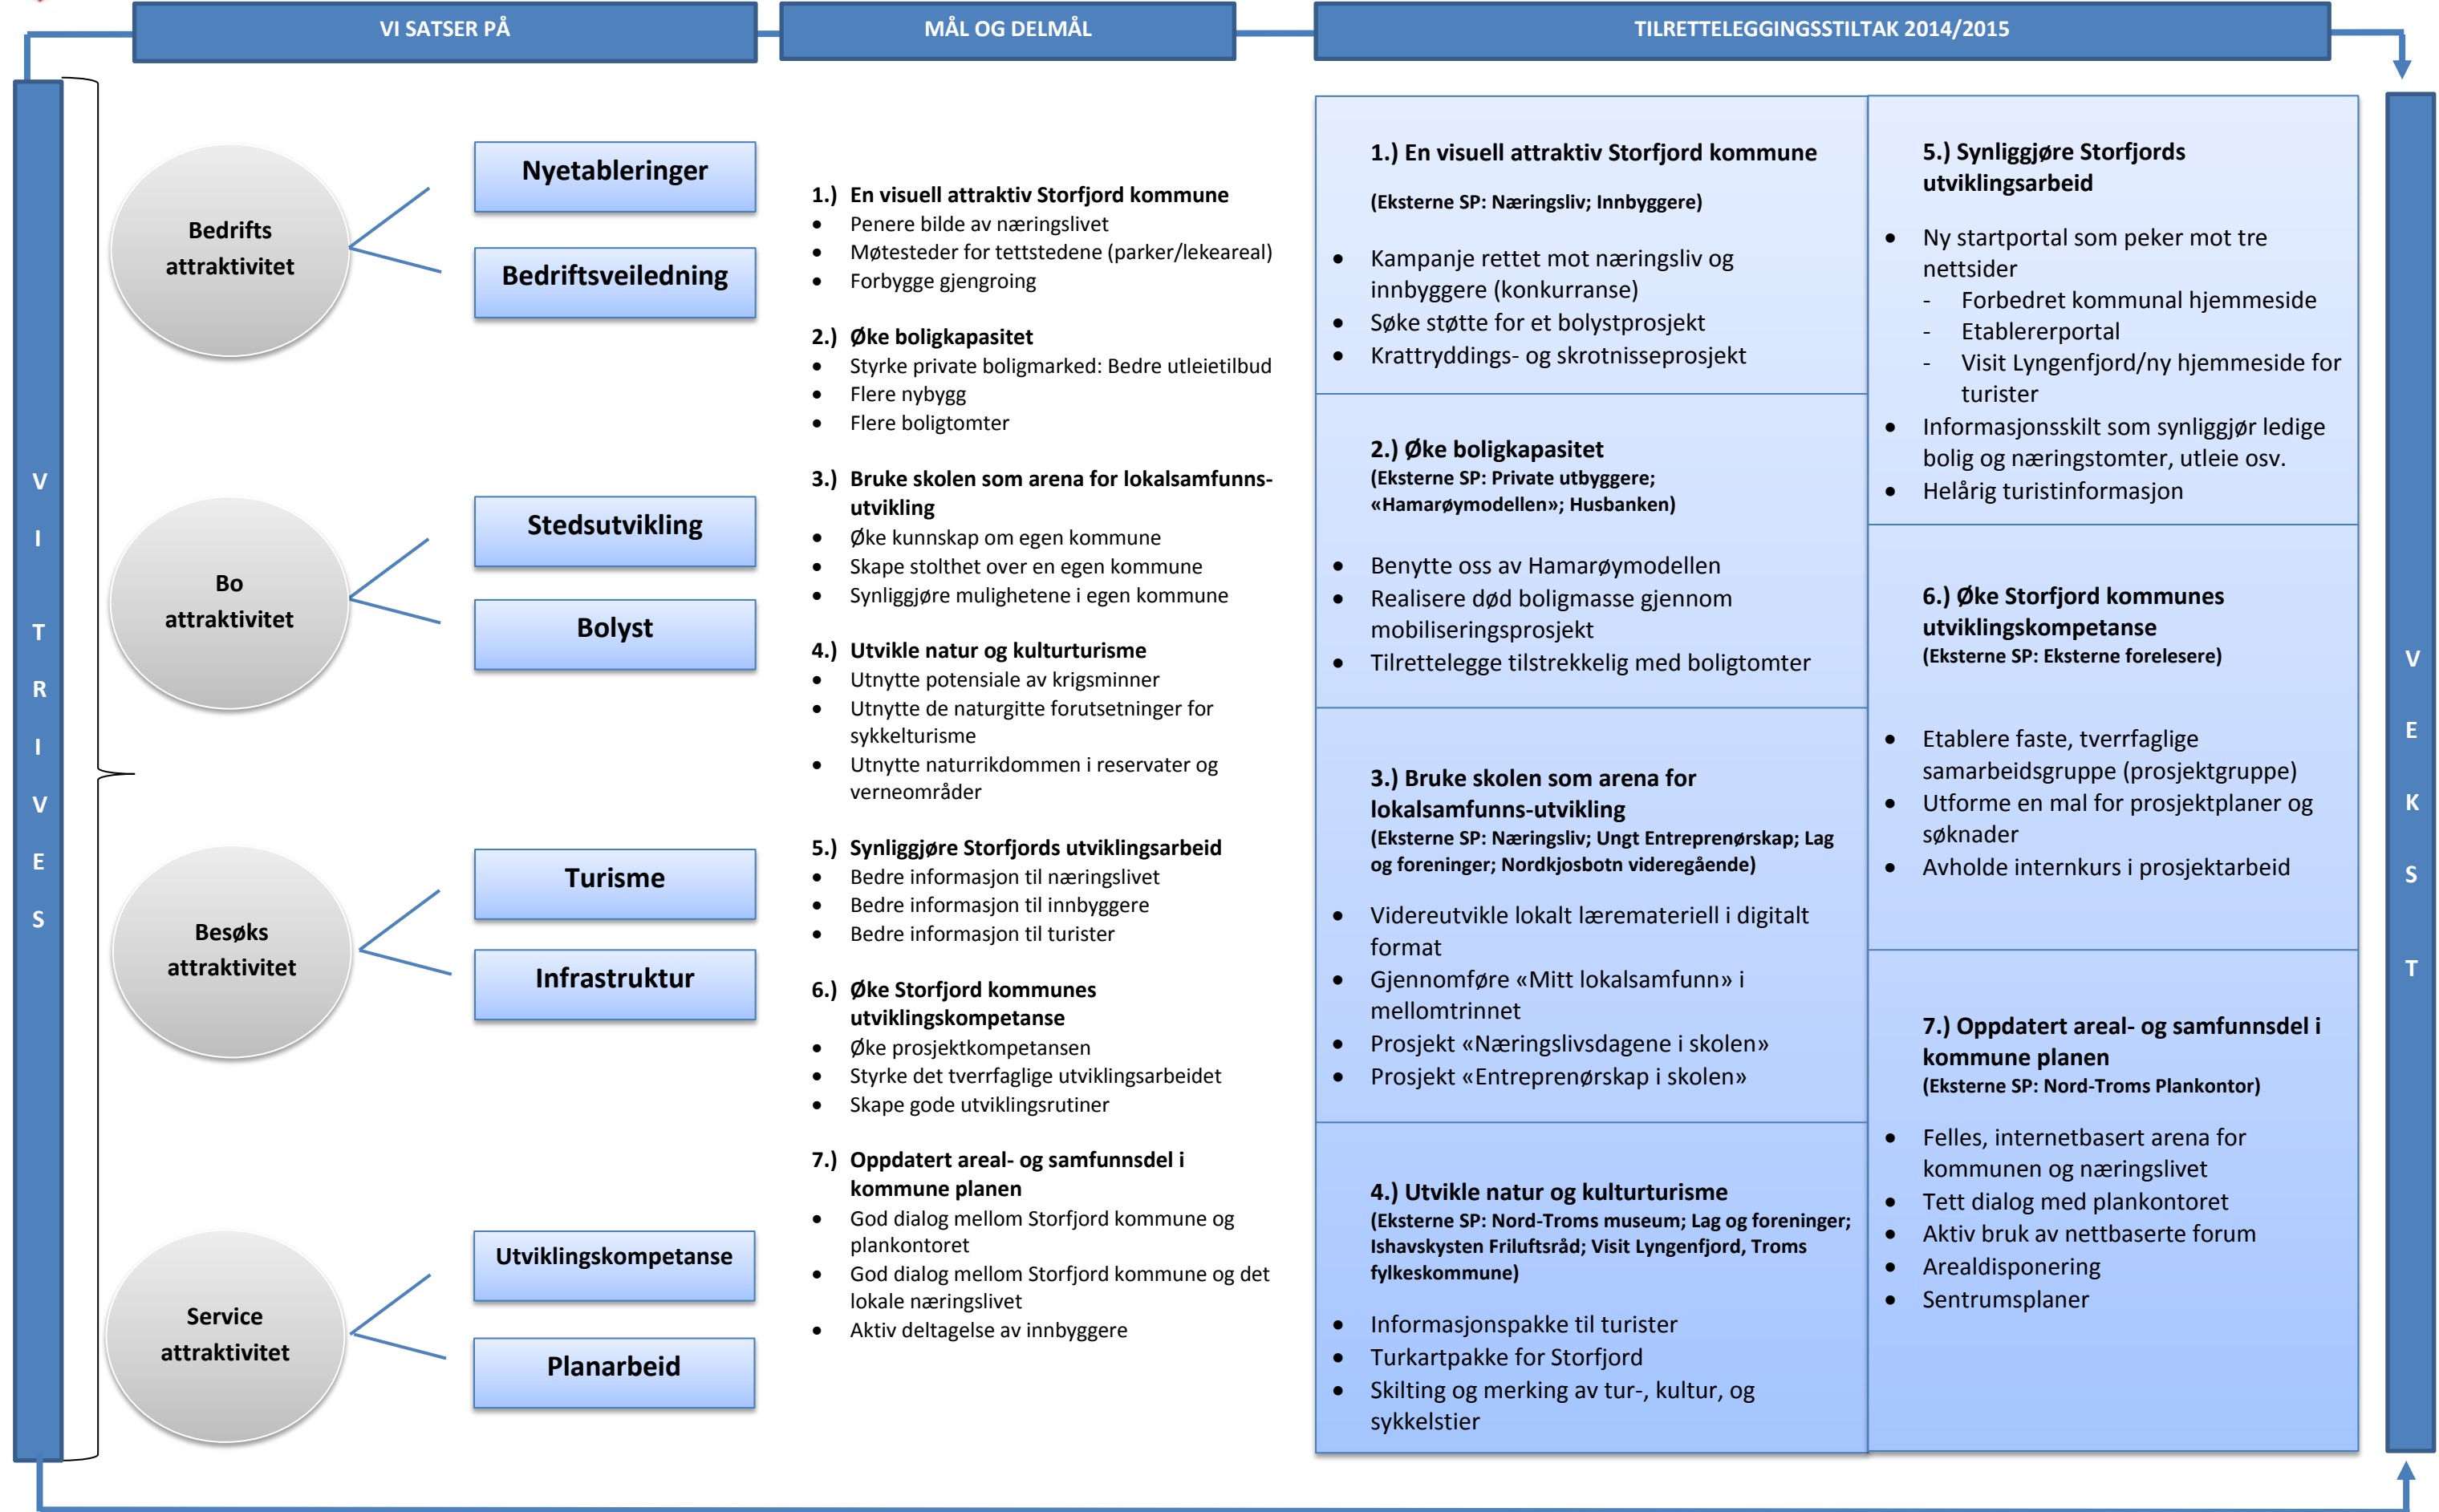 VI SATSER PÅ
MÅL OG DELMÅL
TILRETTELEGGINGSSTILTAK 2014/2015
V
I
T
R
I
V
E
S
Bedrifts
attraktivitet
Nyetableringer
Bedriftsveiledning
Bo
attraktivitet
Stedsutvikling
Bolyst
Besøks
attraktivitet
Turisme
Infrastruktur
Service
attraktivitet
Utviklingskompetanse
Planarbeid
1.) En visuell attraktiv Storfjord kommune
• Penere bilde av næringslivet
• Møtesteder for tettstedene (parker/lekeareal)
• Forbygge gjengroing
2.) Øke boligkapasitet
• Styrke private boligmarked: Bedre utleietilbud
• Flere nybygg
• Flere boligtomter
3.) Bruke skolen som arena for lokalsamfunns-
utvikling
• Øke kunnskap om egen kommune
• Skape stolthet over en egen kommune
• Synliggjøre mulighetene i egen kommune
4.) Utvikle natur og kulturturisme
• Utnytte potensiale av krigsminner
• Utnytte de naturgitte forutsetninger for
sykkelturisme
• Utnytte naturrikdommen i reservater og
verneområder
5.) Synliggjøre Storfjords utviklingsarbeid
• Bedre informasjon til næringslivet
• Bedre informasjon til innbyggere
• Bedre informasjon til turister
6.) Øke Storfjord kommunes
utviklingskompetanse
• Øke prosjektkompetansen
• Styrke det tverrfaglige utviklingsarbeidet
• Skape gode utviklingsrutiner
7.) Oppdatert areal- og samfunnsdel i
kommune planen
• God dialog mellom Storfjord kommune og
plankontoret
• God dialog mellom Storfjord kommune og det
lokale næringslivet
• Aktiv deltagelse av innbyggere
1.) En visuell attraktiv Storfjord kommune
(Eksterne SP: Næringsliv; Innbyggere)
• Kampanje rettet mot næringsliv og
innbyggere (konkurranse)
• Søke støtte for et bolystprosjekt
• Krattryddings- og skrotnisseprosjekt
2.) Øke boligkapasitet
(Eksterne SP: Private utbyggere;
«Hamarøymodellen»; Husbanken)
• Benytte oss av Hamarøymodellen
• Realisere død boligmasse gjennom
mobiliseringsprosjekt
• Tilrettelegge tilstrekkelig med boligtomter
3.) Bruke skolen som arena for
lokalsamfunns-utvikling
(Eksterne SP: Næringsliv; Ungt Entreprenørskap; Lag
og foreninger; Nordkjosbotn videregående)
• Videreutvikle lokalt læremateriell i digitalt
format
• Gjennomføre «Mitt lokalsamfunn» i
mellomtrinnet
• Prosjekt «Næringslivsdagene i skolen»
• Prosjekt «Entreprenørskap i skolen»
4.) Utvikle natur og kulturturisme
(Eksterne SP: Nord-Troms museum; Lag og foreninger;
Ishavskysten Friluftsråd; Visit Lyngenfjord, Troms
fylkeskommune)
• Informasjonspakke til turister
• Turkartpakke for Storfjord
• Skilting og merking av tur-, kultur, og
sykkelstier
5.) Synliggjøre Storfjords
utviklingsarbeid
• Ny startportal som peker mot tre
nettsider
- Forbedret kommunal hjemmeside
- Etablererportal
- Visit Lyngenfjord/ny hjemmeside for
turister
• Informasjonsskilt som synliggjør ledige
bolig og næringstomter, utleie osv.
• Helårig turistinformasjon
6.) Øke Storfjord kommunes
utviklingskompetanse
(Eksterne SP: Eksterne forelesere)
• Etablere faste, tverrfaglige
samarbeidsgruppe (prosjektgruppe)
• Utforme en mal for prosjektplaner og
søknader
• Avholde internkurs i prosjektarbeid
7.) Oppdatert areal- og samfunnsdel i
kommune planen
(Eksterne SP: Nord-Troms Plankontor)
• Felles, internetbasert arena for
kommunen og næringslivet
• Tett dialog med plankontoret
• Aktiv bruk av nettbaserte forum
• Arealdisponering
• Sentrumsplaner
V
E
K
S
T